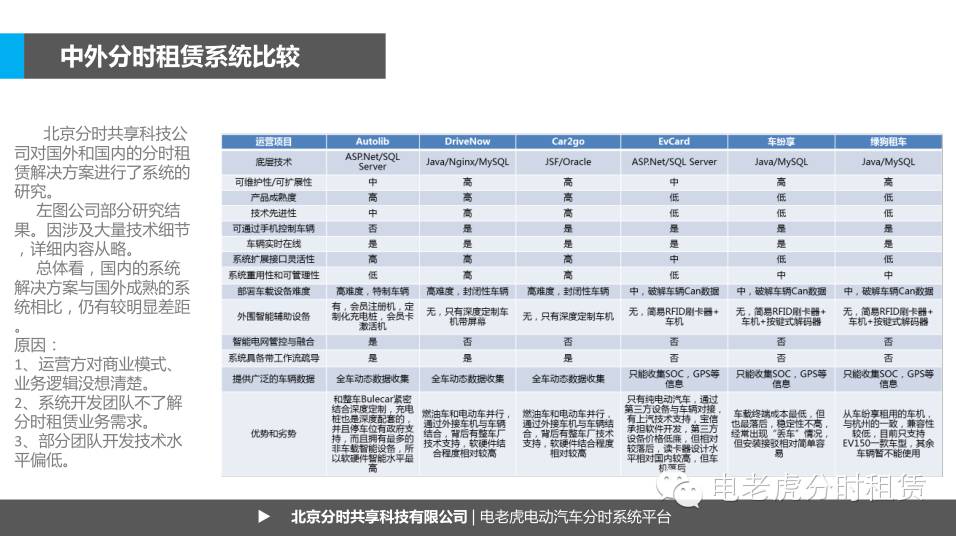 中外分时租赁系统比较
北京分时共享科技公
司对国外和国内的分时租
赁解决方案进行了系统的
研究。
左图公司部分研究结
果。因涉及大量技术细节
，详细内容从略。
总体看，国内的系统
解决方案与国外成熟的系
统相比，仍有较明显差距
。
原因：
1、运营方对商业模式、
业务逻辑没想清楚。
2、系统开发团队不了解
分时租赁业务需求。
3、部分团队开发技术水
平偏低。
运营项目 Autolib DriveNow Car2go EvCard 车纷享 绿狗租车
底层技术 ASP.Net/SQL Server Java/Nginx/MySQL JSF/Oracle ASP.Net/SQL Server Java/MySQL Java/MySQL
可维护性/可扩展性 中 高 高 中 高 高
产品成熟度 高 高 高 低 低 低
技术先进性 中 高 高 低 低 低
可通过手机控制车辆 否 是 是 是 是 是
车辆实时在线 是 是 是 是 是 是
系统扩展接口灵活性 高 高 高 中 低 低
系统重用性和可管理性 低 高 高 低 中 中
部署车载设备难度 高难度，特制车辆 高难度，封闭性车辆 高难度，封闭性车辆 中，破解车辆Can数据 中，破解车辆Can数据 中，破解车辆Can数据
外围智能辅助设备 有，会员注册机，定制化充电桩，会员卡激活机 无，只有深度定制车机带屏幕 无，只有深度定制车机 无，简易RFID刷卡器+车机 无，简易RFID刷卡器+车机+按键式解码器 无，简易RFID刷卡器+车机+按键式解码器
智能电网管控与融合 是 否 否 否 否 否
系统具备带工作流疏导 是 是 是 否 否 否
提供广泛的车辆数据 全车动态数据收集 全车动态数据收集 全车动态数据收集 只能收集SOC，GPS等信息 只能收集SOC，GPS等信息 只能收集SOC，GPS等信息
优势和劣势 和整车Bulecar紧密结合深度定制，充电桩也是深度配套的，并且停车位有政府支持，而且拥有最多的非车载智能设备，所以软硬件智能水平最高 燃油车和电动车并行，通过外接车机与车辆结合，背后有整车厂技术支持，软硬件结合程度相对较高 燃油车和电动车并行，通过外接车机与车辆结合，背后有整车厂技术支持，软硬件结合程度相对较高 只有纯电动汽车，通过第三方设备与车辆对接，有上汽技术支持，宝信承担软件开发，第三方设备价格低廉，但相对较落后，读卡器设计水平相对国内较高，但车机落后 车载终端成本最低，但也最落后，稳定性不高，经常出现“丢车”情况，但安装接驳相对简单容易 从车纷享租用的车机，与杭州的一致，兼容性较低，目前只支持EV150一款车型，其余车辆暂不能使用
电老虎分时租赁
北京分时共享科技有限公司 | 电老虎电动汽车分时系统平台